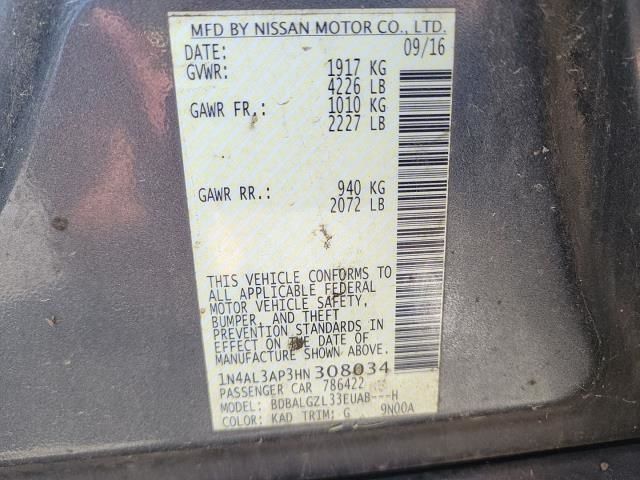 MFD BY NISSAN MOTOR CO., LTD.
DATE: 09/16
GVWR: 1917 KG
4226 LB
GAWR FR.: 1010 KG
2227 LB
GAWR RR.: 940 KG
2072 LB
THIS VEHICLE CONFORMS TO
ALL APPLICABLE FEDERAL
MOTOR VEHICLE SAFETY,
BUMPER, AND THEFT
PREVENTION STANDARDS IN
EFFECT ON THE DATE OF
MANUFACTURE SHOWN ABOVE.
1N4AL3AP3HN308034
PASSENGER CAR 786422
MODEL: BDBALGZL33EUAB---H
COLOR: KAD TRIM: G 9N00A